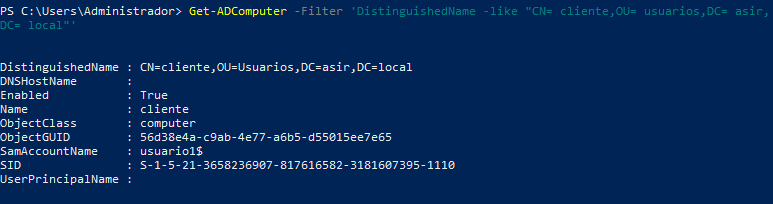 PS C:\Users\Administrador> Get-ADComputer -Filter 'DistinguishedName -like "CN= cliente,OU= usuarios,DC= asir,
DC= local"'
DistinguishedName : CN=cliente,OU=Usuarios,DC=asir,DC=local
DNSHostName       :
Enabled           : True
Name              : cliente
ObjectClass       : computer
ObjectGUID        : 56d38e4a-c9ab-4e77-a6b5-d55015ee7e65
SamAccountName    : usuario1$
SID               : S-1-5-21-3658236907-817616582-3181607395-1110
UserPrincipalName :